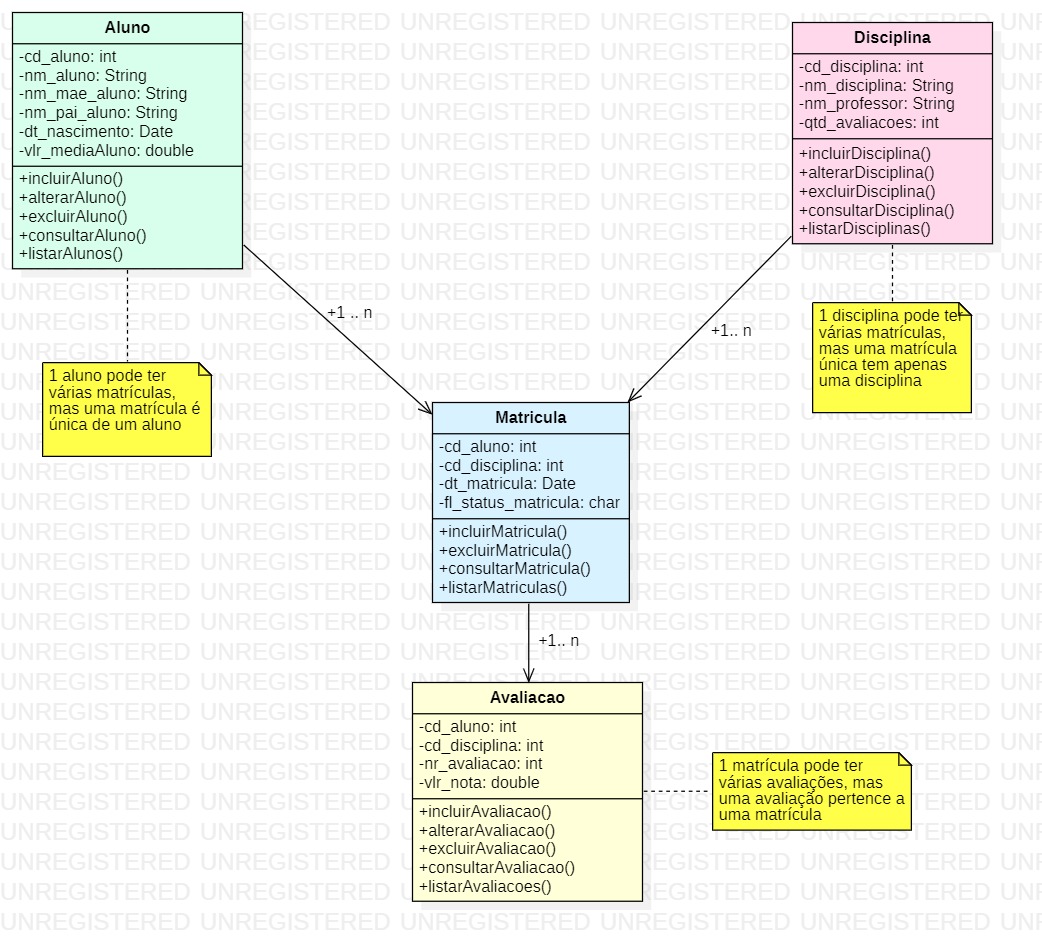 Aluno
-cd_aluno: int
-nm_aluno: String
-nm_mae_aluno: String
-nm_pai_aluno: String
-dt_nascimento: Date
-vlr_mediaAluno: double
+incluirAluno()
+alterarAluno()
+excluirAluno()
+consultarAluno()
+listarAlunos()
Disciplina
-cd_disciplina: int
-nm_disciplina: String
-nm_professor: String
-qtd_avaliacoes: int
+incluirDisciplina()
+alterarDisciplina()
+excluirDisciplina()
+consultarDisciplina()
+listarDisciplinas()
+1 .. n
+1.. n
1 aluno pode ter
várias matrículas,
mas uma matrícula é
única de um aluno
1 disciplina pode ter
várias matrículas,
mas uma matrícula
única tem apenas
uma disciplina
Matricula
-cd_aluno: int
-cd_disciplina: int
-dt_matricula: Date
-fl_status_matricula: char
+incluirMatricula()
+excluirMatricula()
+consultarMatricula()
+listarMatriculas()
+1.. n
Avaliacao
-cd_aluno: int
-cd_disciplina: int
-nr_avaliacao: int
-vlr_nota: double
+incluirAvaliacao()
+alterarAvaliacao()
+excluirAvaliacao()
+consultarAvaliacao()
+listarAvaliacoes()
1 matrícula pode ter
várias avaliações, mas
uma avaliação pertence a
uma matrícula
UNREGISTERED